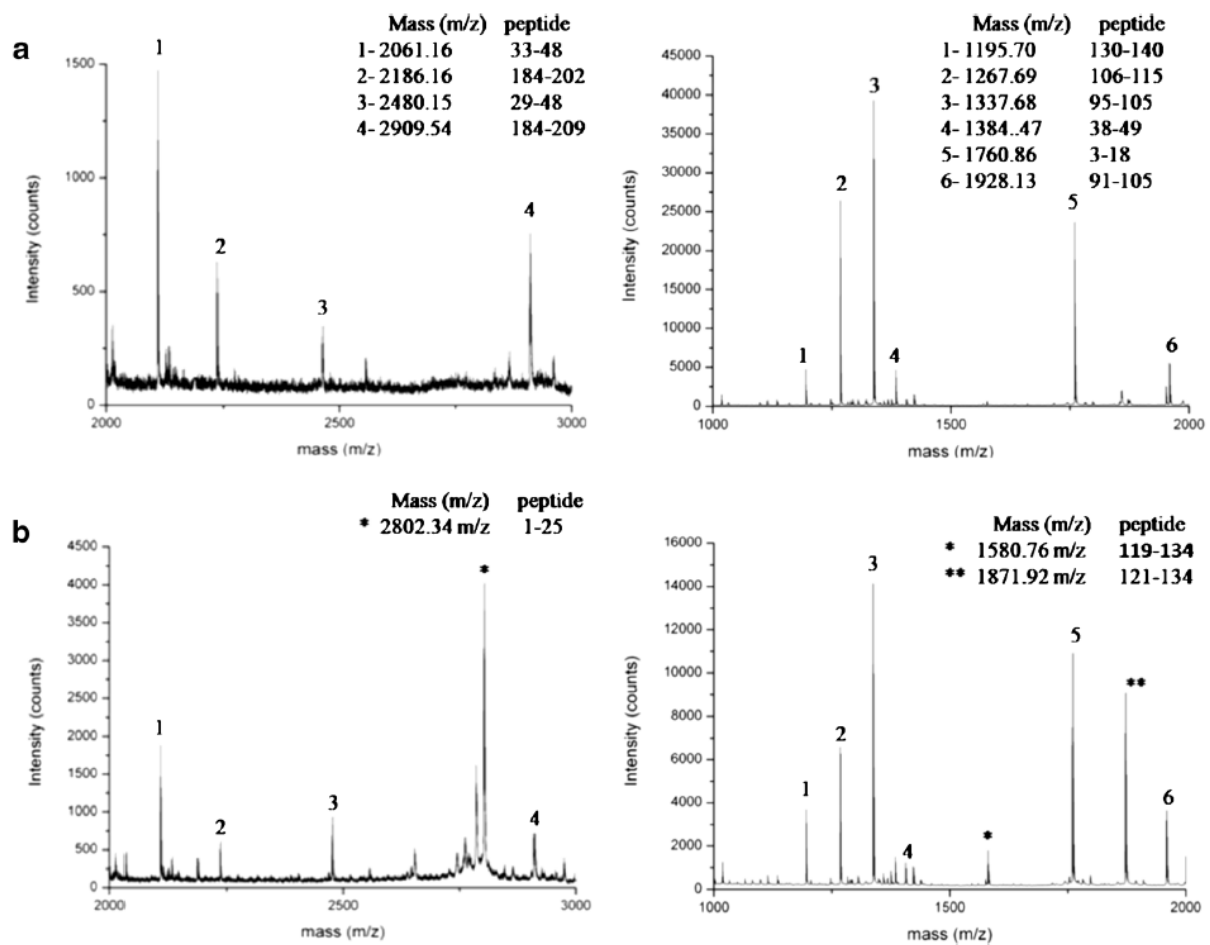 a
Mass (m/z) peptide
1- 2061.16 33-48
2- 2186.16 184-202
3- 2480.15 29-48
4- 2909.54 184-209
1500
1000
500
0
Intensity (counts)
1
2
3
4
2000 2500 3000
mass (m/z)
Mass (m/z) peptide
1- 1195.70 130-140
2- 1267.69 106-115
3- 1337.68 95-105
4- 1384..47 38-49
5- 1760.86 3-18
6- 1928.13 91-105
45000
40000
35000
30000
25000
20000
15000
10000
5000
0
Intensity (counts)
1
2
3
4
5
6
1000 1500 2000
mass (m/z)
b
Mass (m/z) peptide
* 2802.34 m/z 1-25
4500
4000
3500
3000
2500
2000
1500
1000
500
0
Intensity (counts)
1
2
3
*
4
2000 2500 3000
mass (m/z)
Mass (m/z) peptide
* 1580.76 m/z 119-134
** 1871.92 m/z 121-134
16000
14000
12000
10000
8000
6000
4000
2000
0
Intensity (counts)
1
2
3
4
*
5
**
6
1000 1500 2000
mass (m/z)